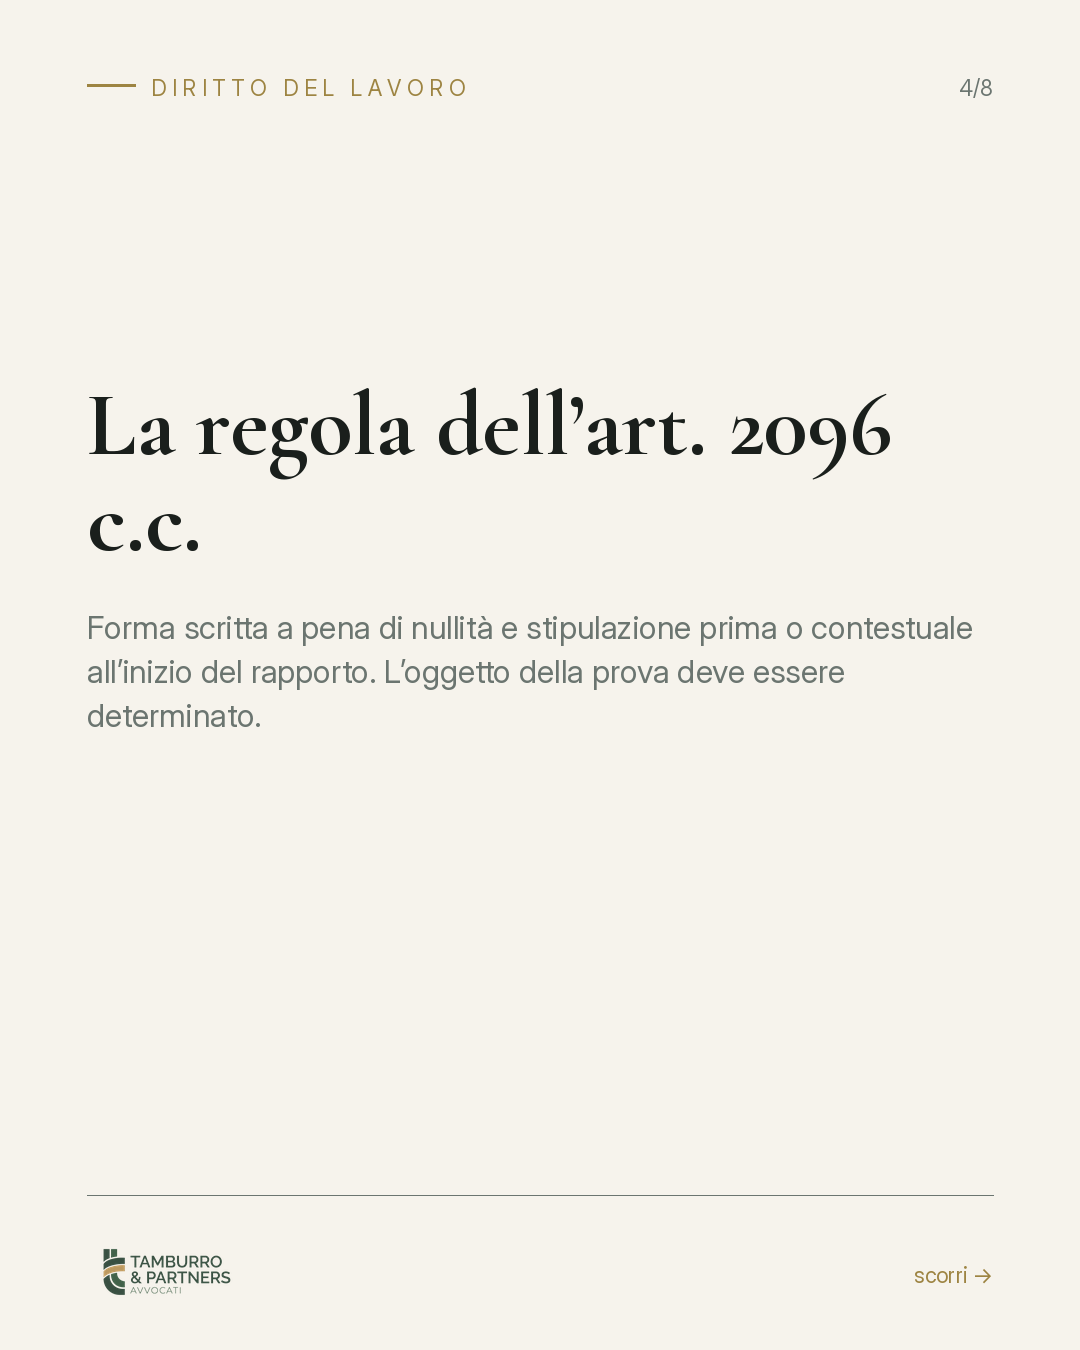 DIRITTO DEL LAVORO
4/8
La regola dell’art. 2096
c.c.
Forma scritta a pena di nullità e stipulazione prima o contestuale
all’inizio del rapporto. L’oggetto della prova deve essere
determinato.
TAMBURRO
& PARTNERS
AVVOCATI
scorri →